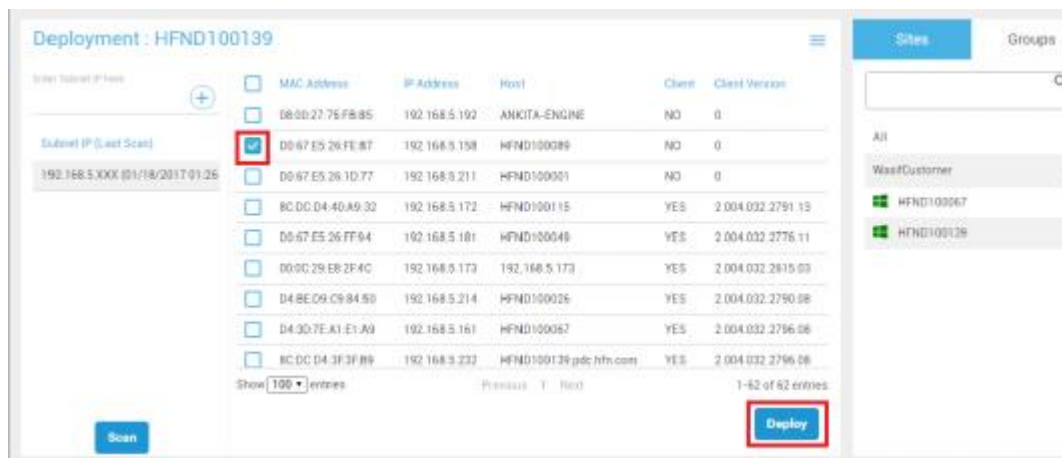 Deployment : HFND100139
Sites Groups
Enter Subnet IP here
MAC Address IP Address Host Client Client Version
08:00:27:76:FB:85 192.168.5.192 ANKITA-ENGINE NO 0
Subnet IP (Last Scan)
D0:67:E5:26:FE:87 192.168.5.158 HFND100089 NO 0
192.168.5.XXX (01/18/2017 01:26
D0:67:E5:26:1D:77 192.168.5.211 HFND100001 NO 0
8C:DC:D4:40:A9:32 192.168.5.172 HFND100115 YES 2.004.032.2791.13
D0:67:E5:26:FF:94 192.168.5.181 HFND100049 YES 2.004.032.2776.11
00:0C:29:E8:2F:4C 192.168.5.173 192.168.5.173 YES 2.004.032.2615.03
D4:BE:D9:C9:84:50 192.168.5.214 HFND100026 YES 2.004.032.2790.08
D4:3D:7E:A1:E1:A9 192.168.5.161 HFND100067 YES 2.004.032.2796.08
8C:DC:D4:3F:3F:B9 192.168.5.232 HFND100139.pdc.hfn.com YES 2.004.032.2796.08
Show 100 entries Previous 1 Next 1-62 of 62 entries
Scan
Deploy
All
WasifCustomer
HFND100067
HFND100139